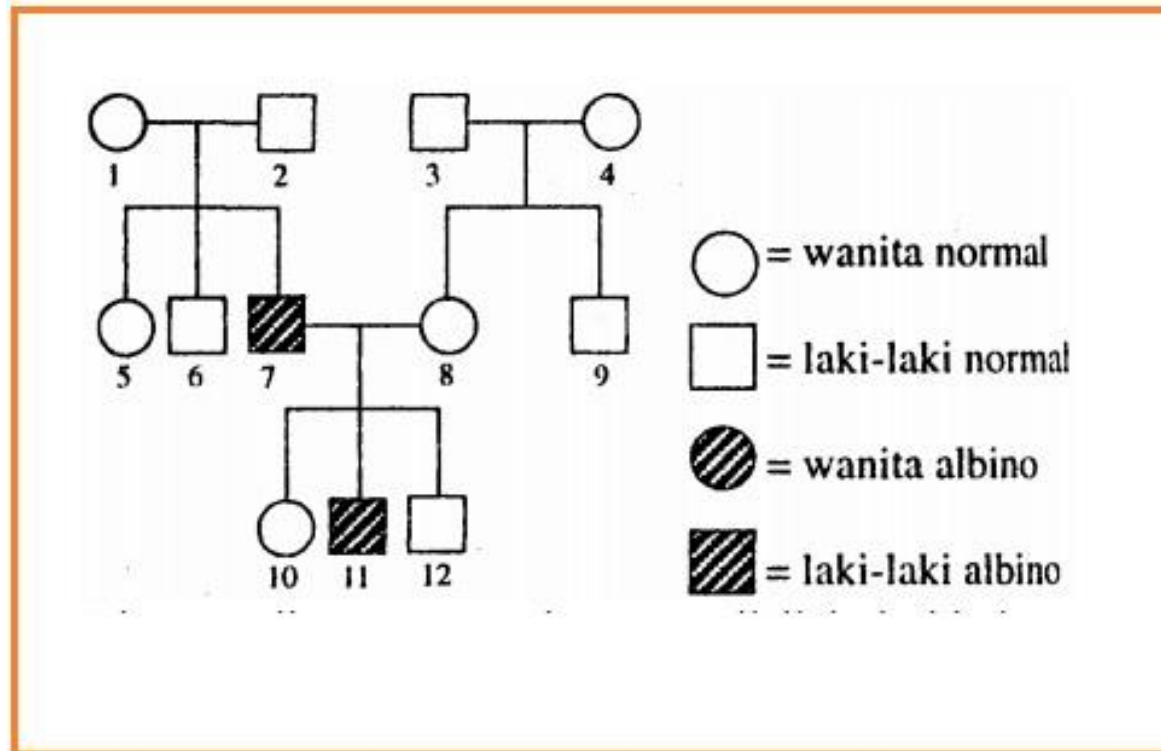 1 2 3 4
= wanita normal
5 6 7 8 9
= laki-laki normal
= wanita albino
10 11 12
= laki-laki albino